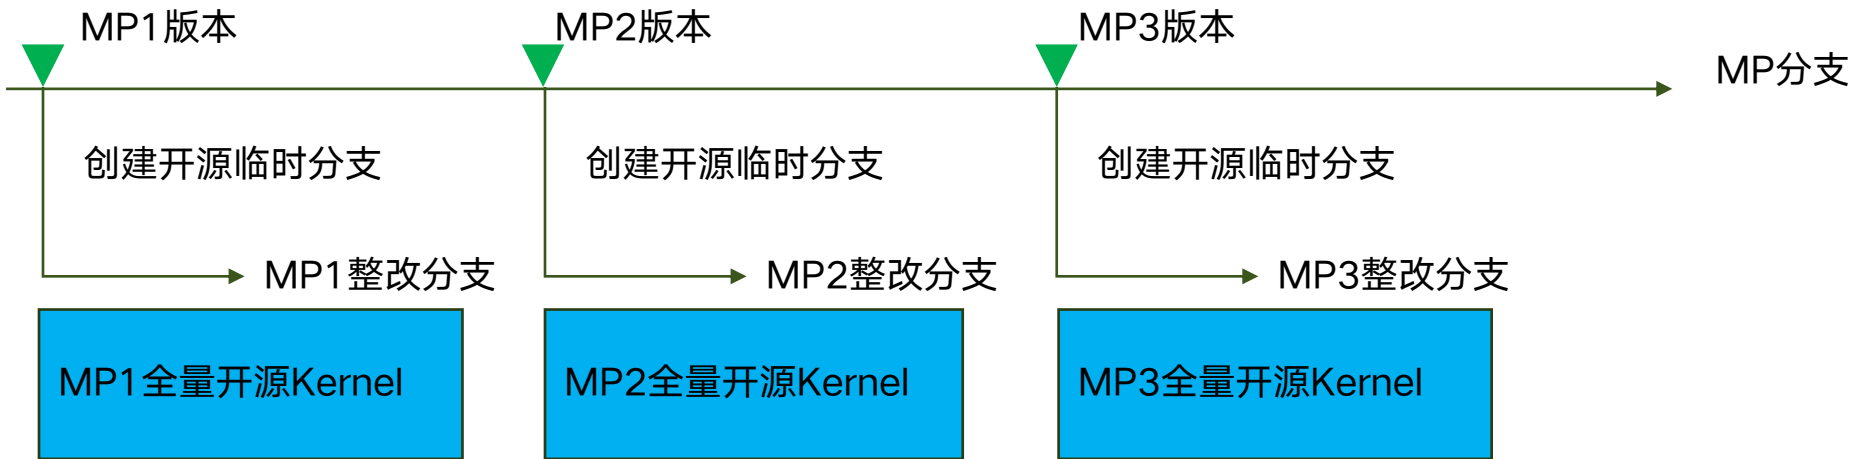 MP1版本
MP2版本
MP3版本
MP分支
创建开源临时分支
创建开源临时分支
创建开源临时分支
MP1整改分支
MP2整改分支
MP3整改分支
MP1全量开源Kernel
MP2全量开源Kernel
MP3全量开源Kernel